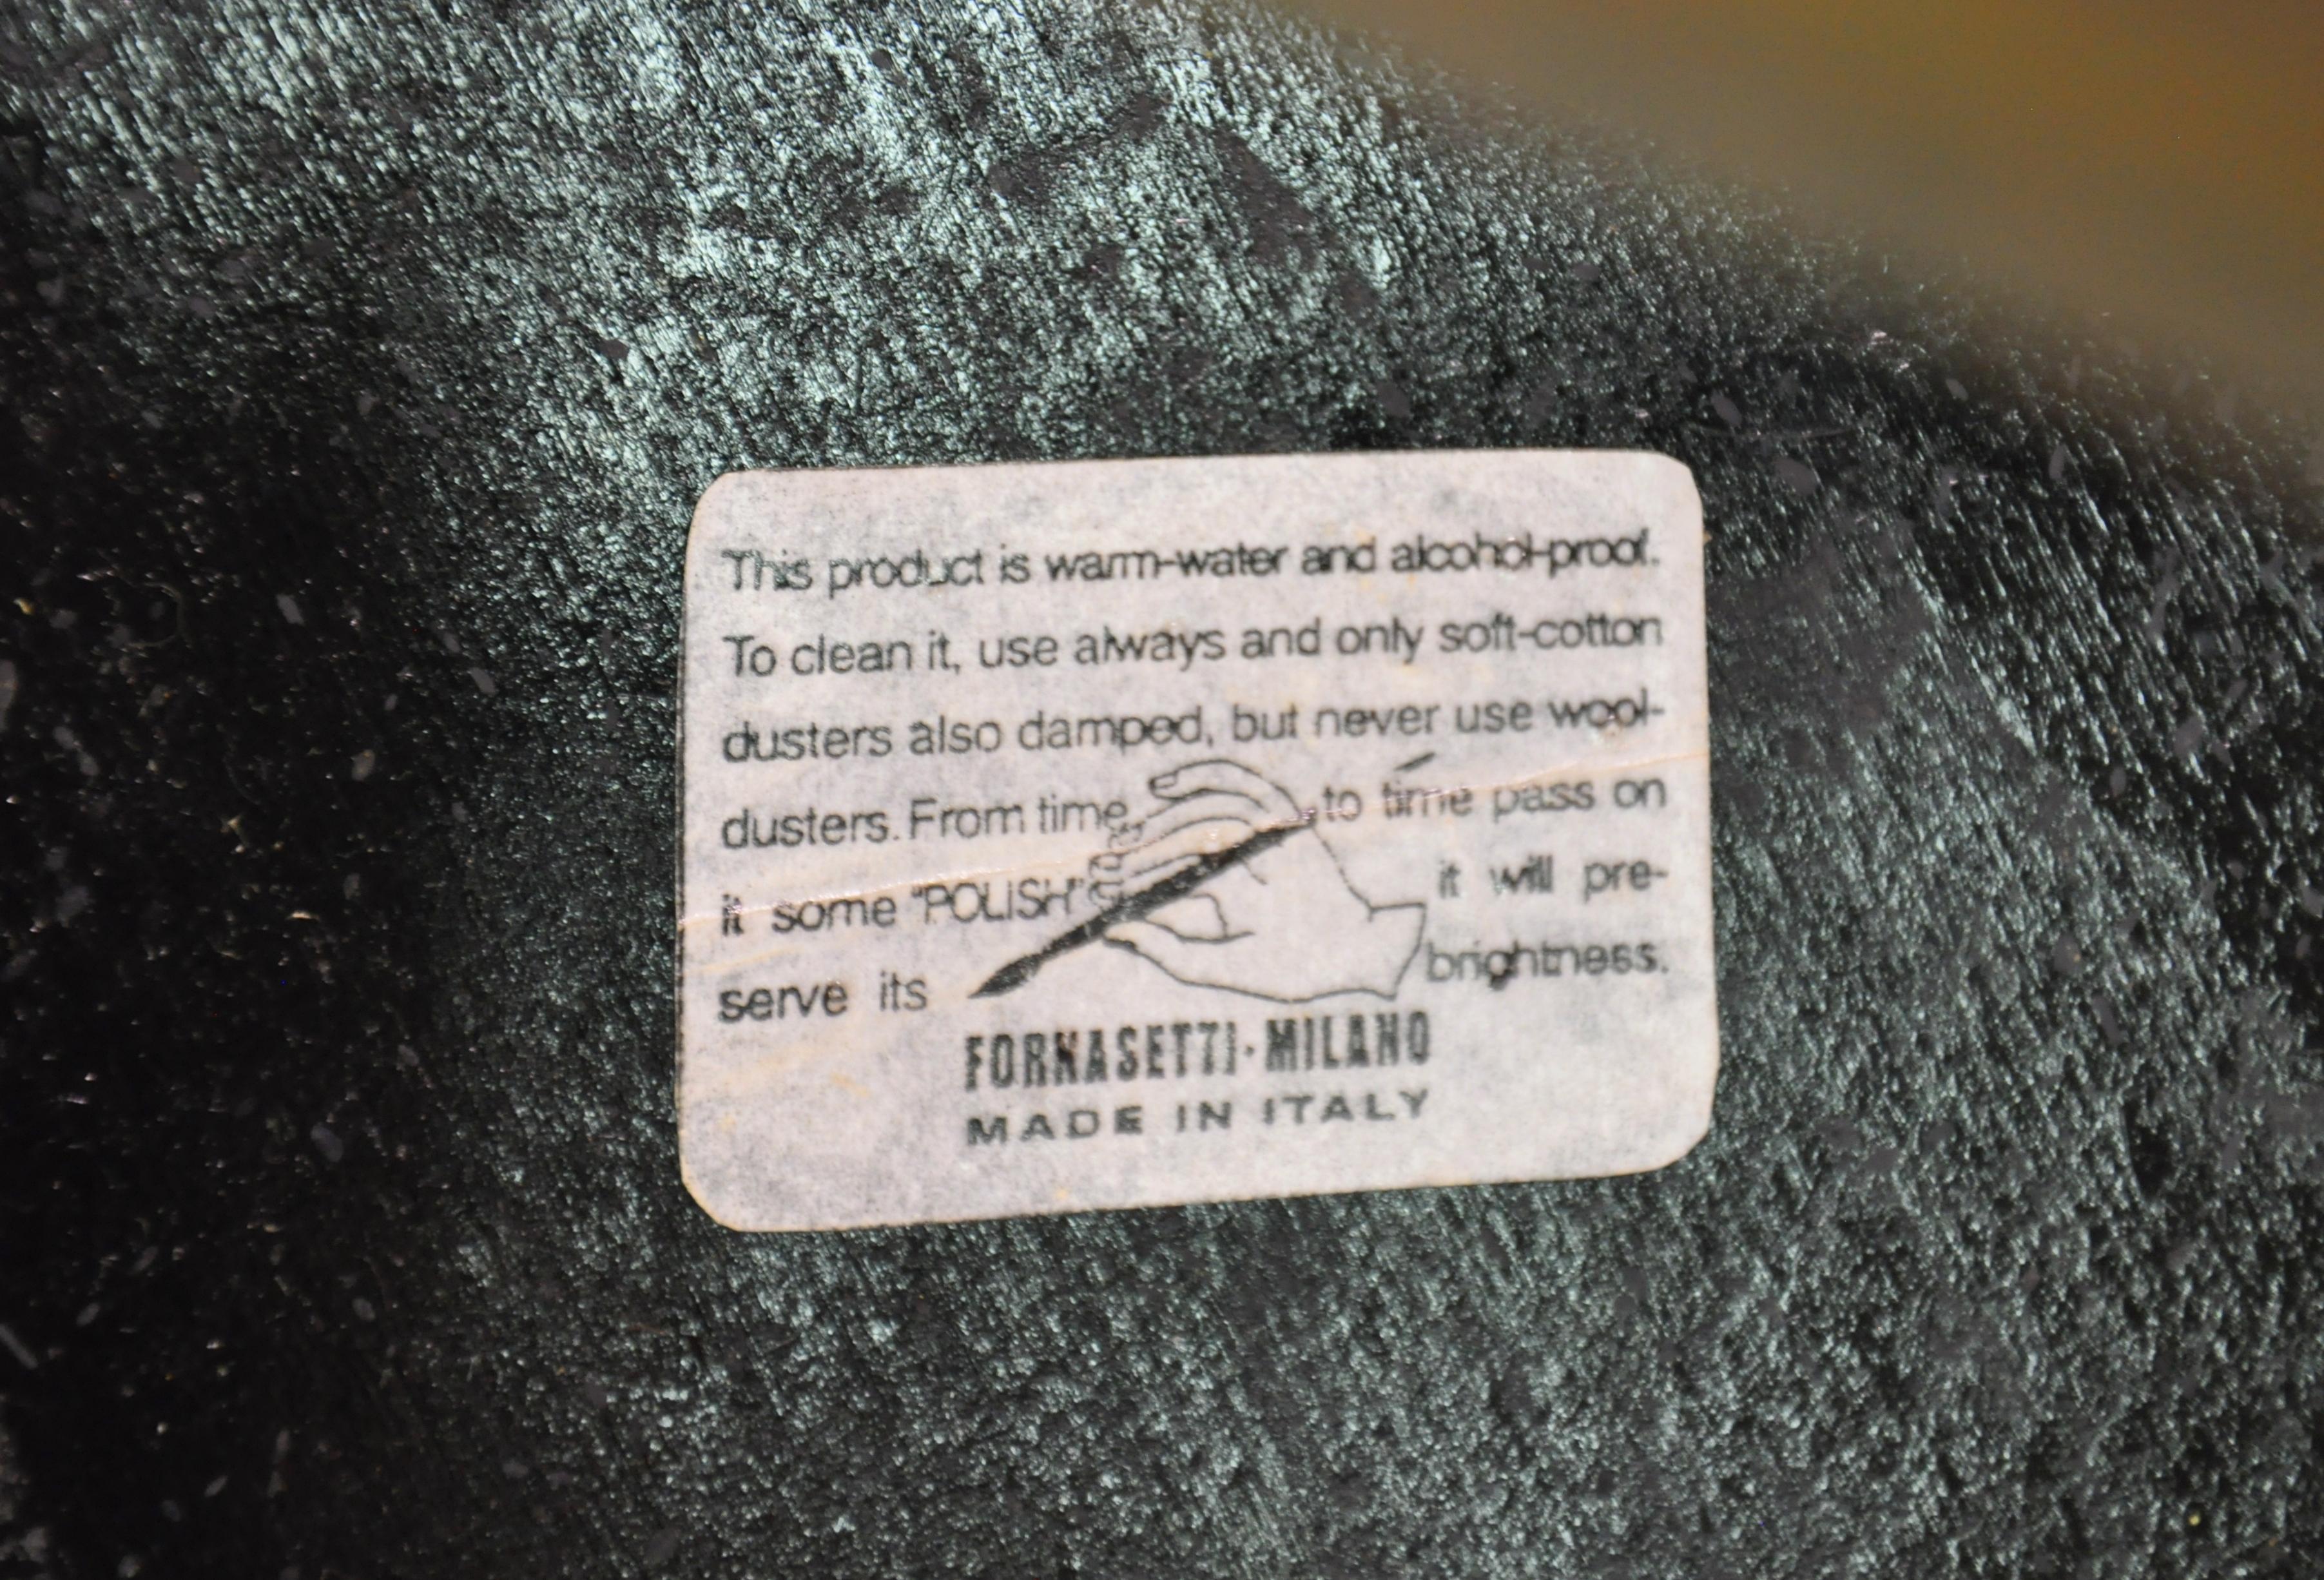 This product is warm-water and alcohol-proof.
To clean it, use always and only soft-cotton
dusters also damped, but never use wool-
dusters. From time to time pass on
it some "POLISH" it will pre-
serve its brightness.
FORNASETTI·MILANO
MADE IN ITALY